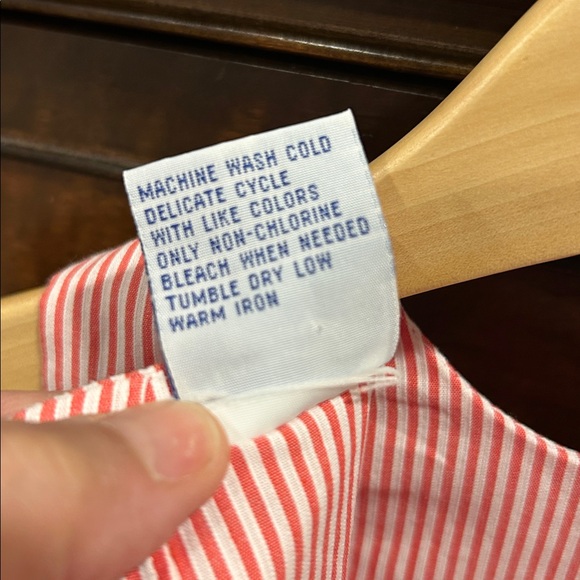 MACHINE WASH COLD
DELICATE CYCLE
WITH LIKE COLORS
ONLY NON-CHLORINE
BLEACH WHEN NEEDED
TUMBLE DRY LOW
WARM IRON